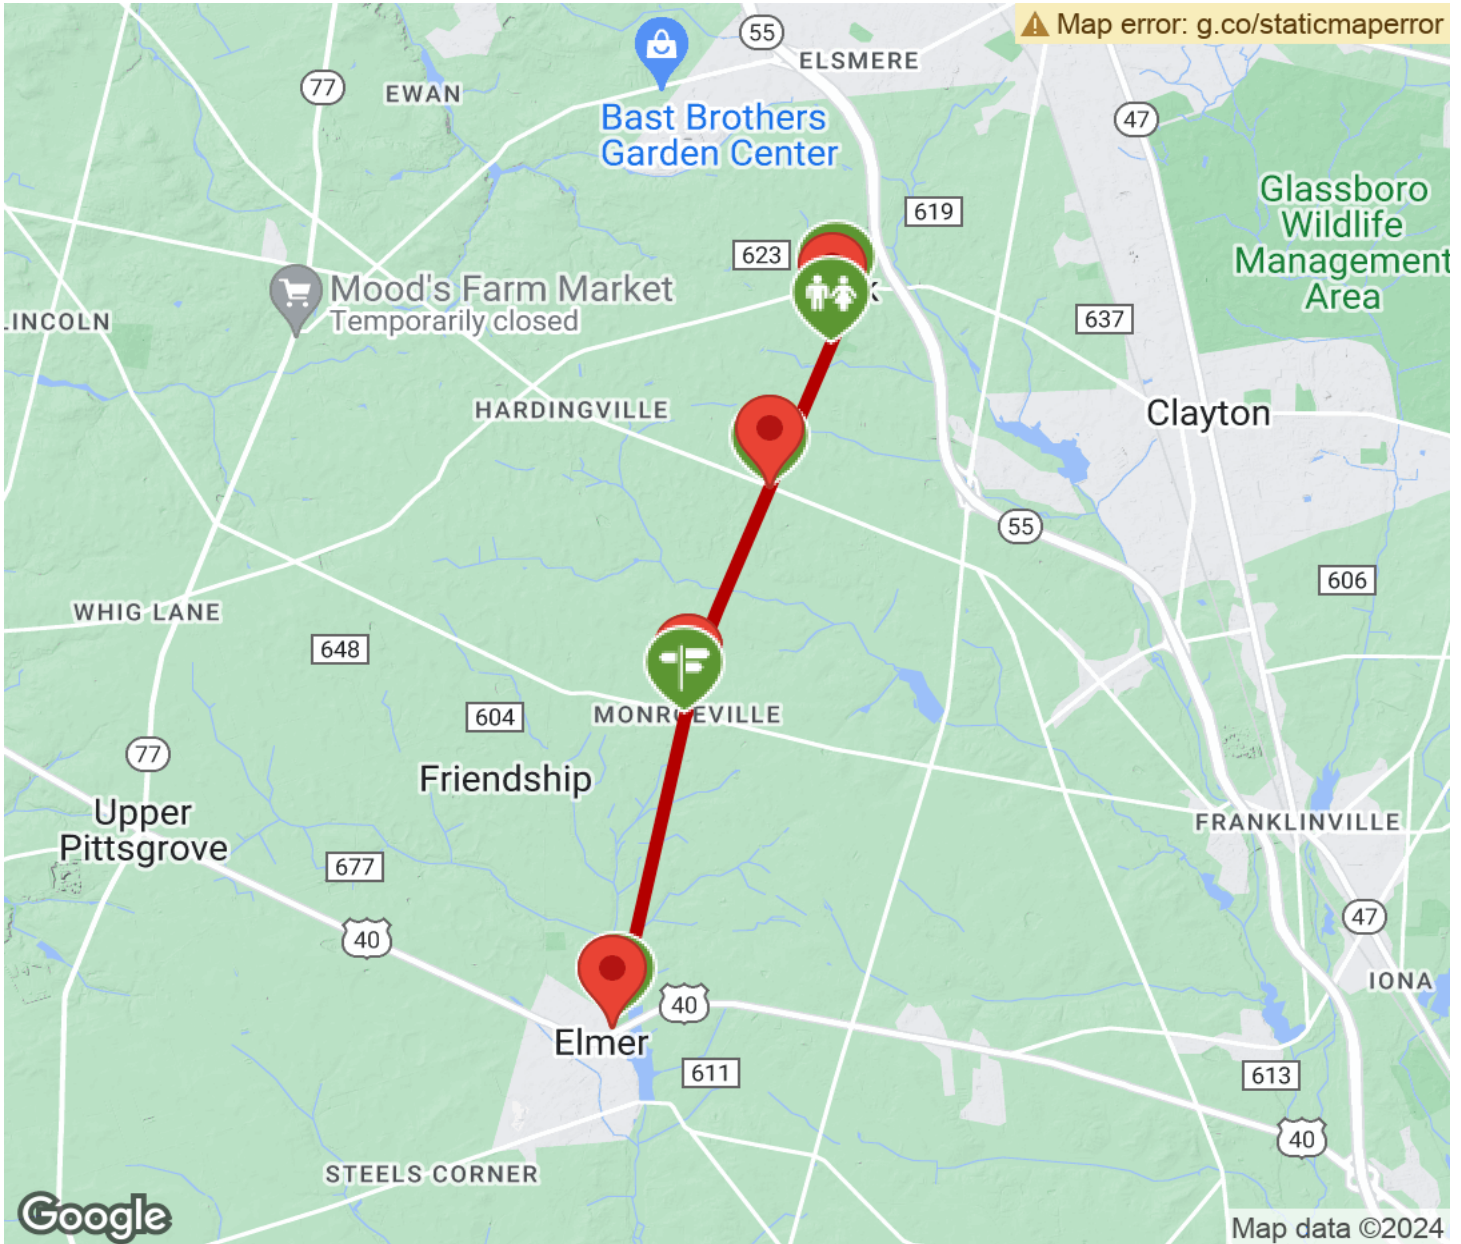 Map error: g.co/staticmaperror
55
ELSMERE
77
EWAN
Bast Brothers
Garden Center
47
Glassboro
Wildlife
Management
Area
619
623
k
Mood's Farm Market
Temporarily closed
LINCOLN
637
HARDINGVILLE
Clayton
55
606
WHIG LANE
648
604
MONROEVILLE
77
Friendship
Upper
Pittsgrove
FRANKLINVILLE
677
40
47
IONA
40
Elmer
611
613
40
STEELS CORNER
Google
Map data ©2024